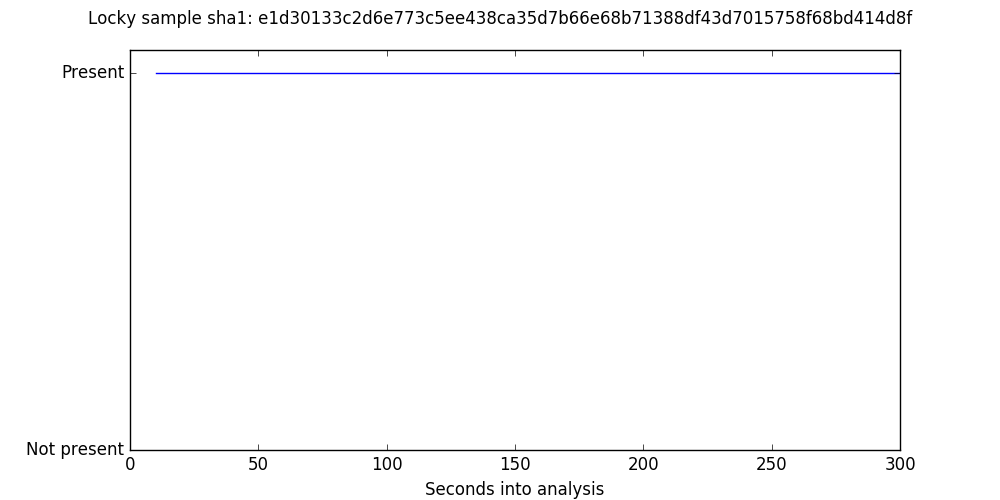 Locky sample sha1: e1d30133c2d6e773c5ee438ca35d7b66e68b71388df43d7015758f68bd414d8f
Present
Not present
0 50 100 150 200 250 300
Seconds into analysis